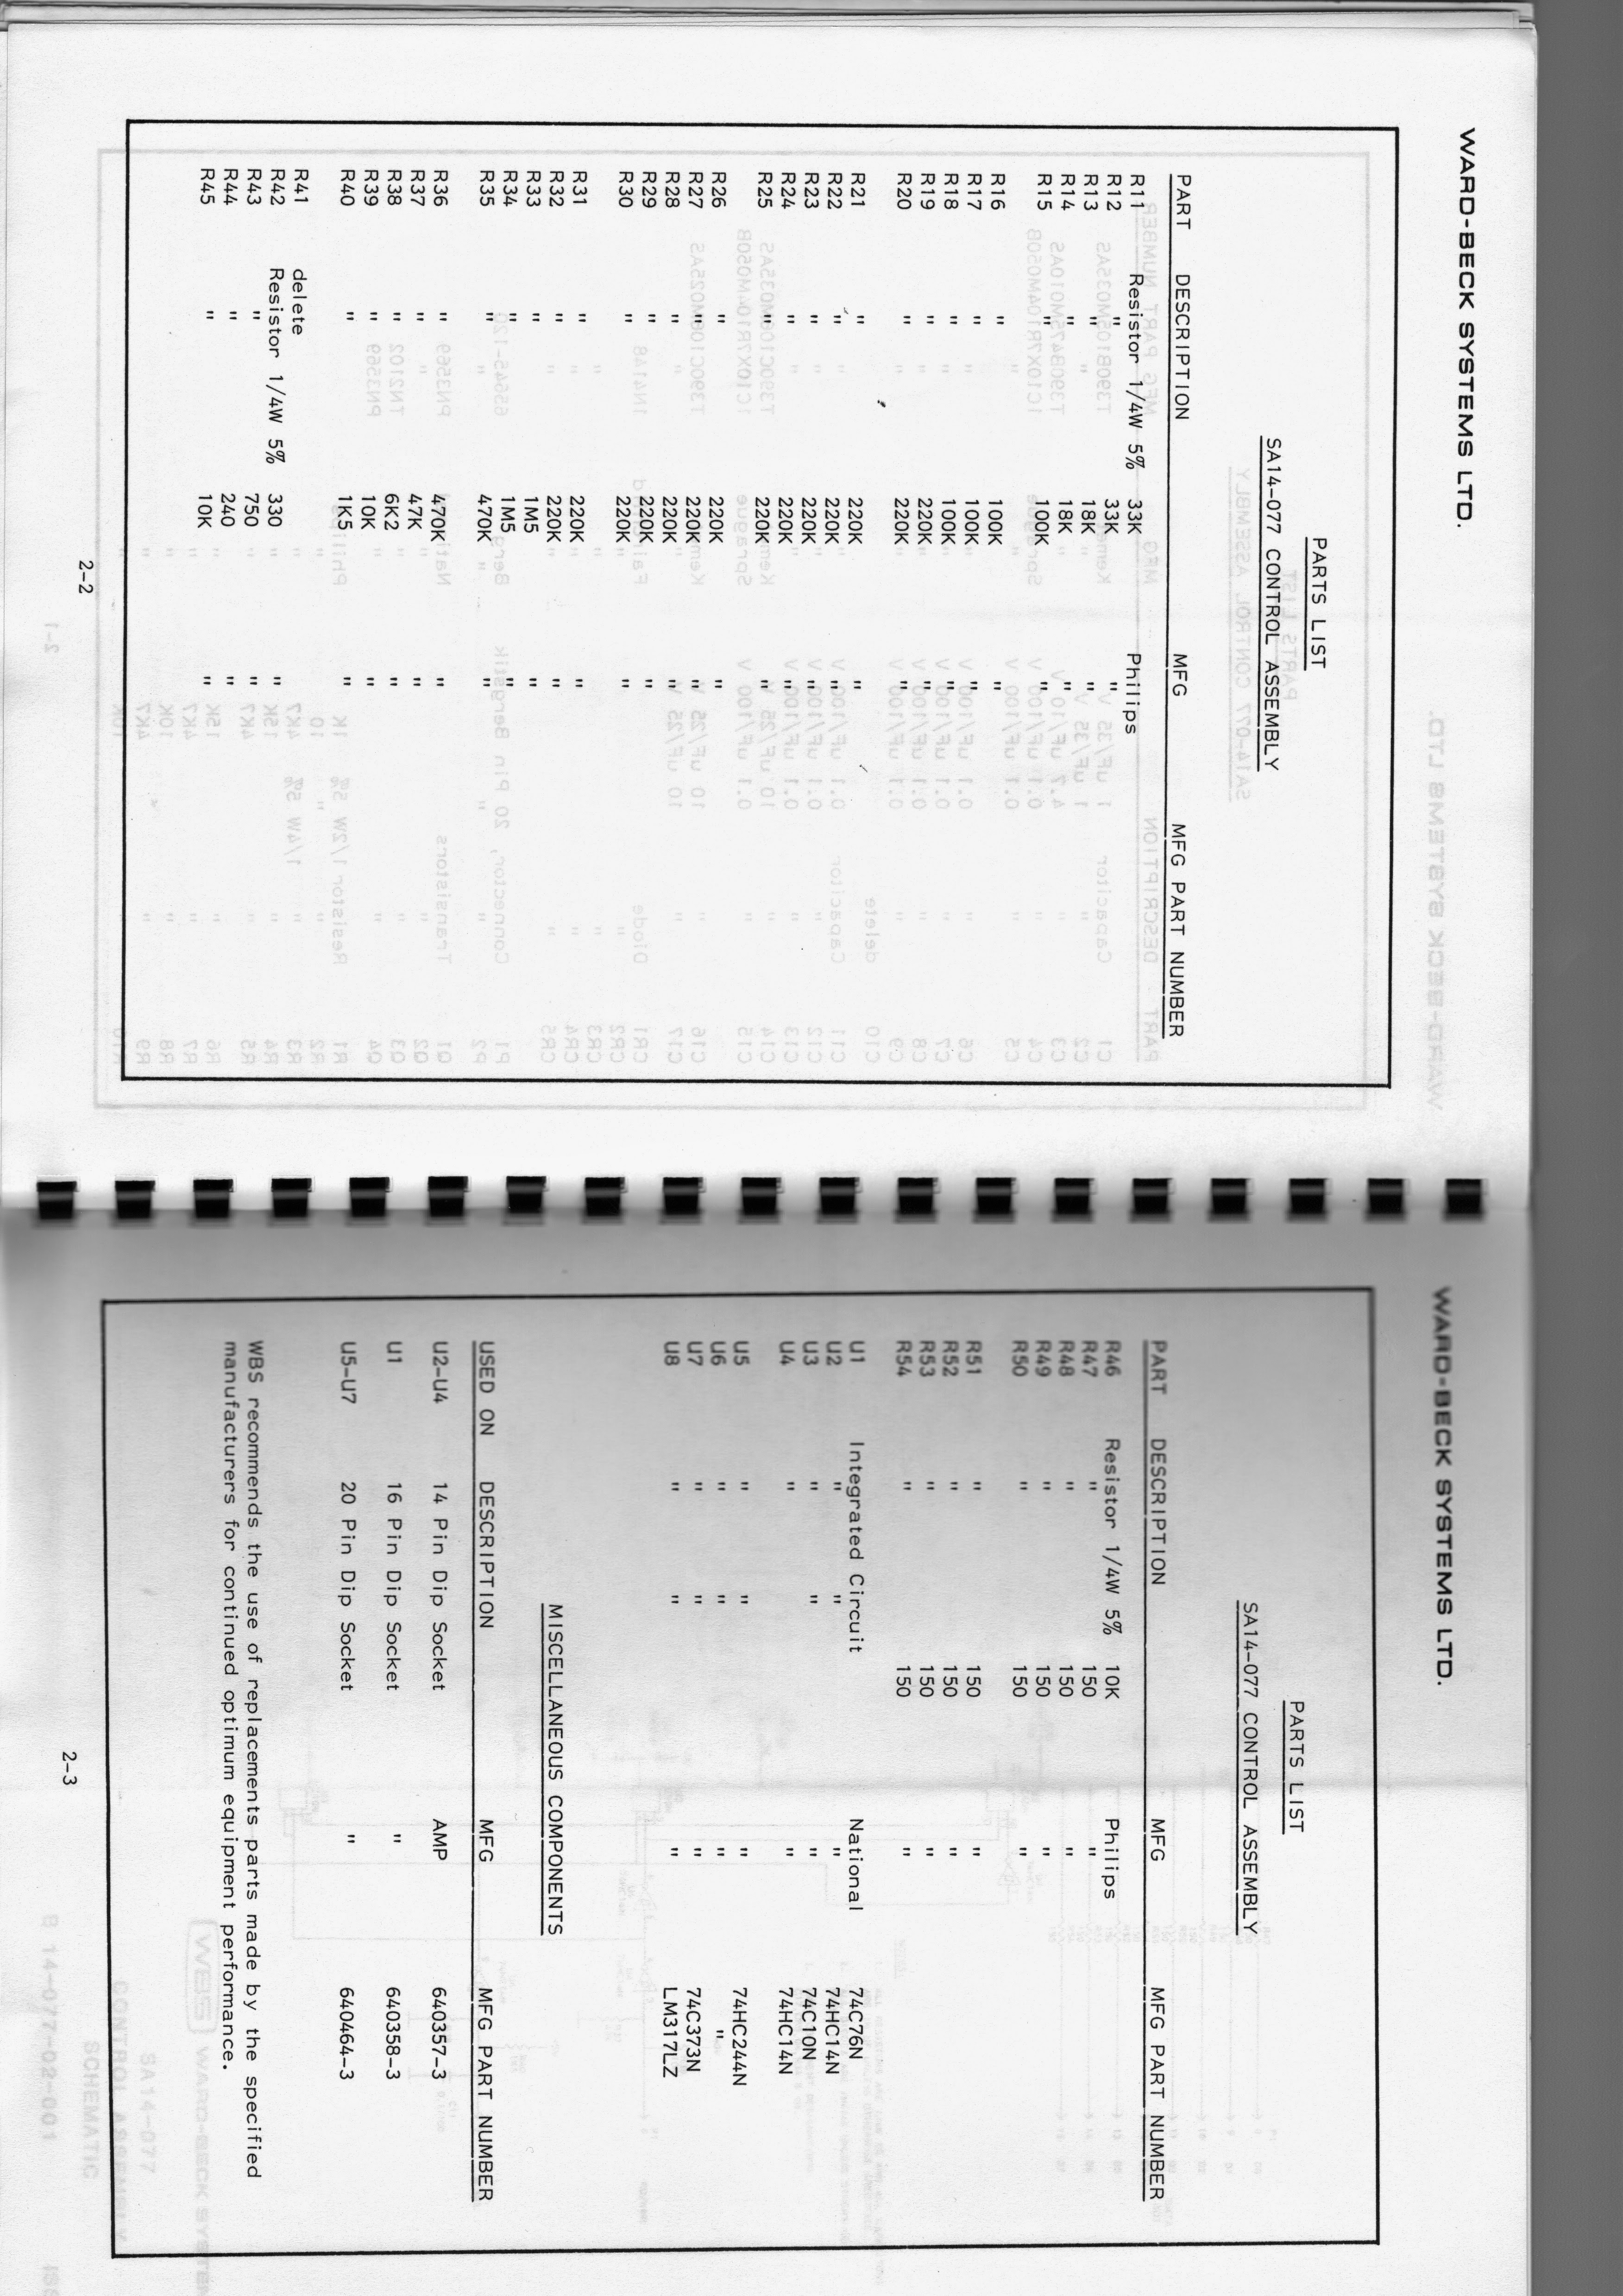 WARD-BECK SYSTEMS LTD.
PARTS LIST
SA14-077 CONTROL ASSEMBLY
PART DESCRIPTION MFG MFG PART NUMBER
R11 Resistor 1/4W 5% 33K Philips
R12 " 33K "
R13 " 18K "
R14 " 18K "
R15 " 100K "
R16 " 100K "
R17 " 100K "
R18 " 100K "
R19 " 220K "
R20 " 220K "
R21 " 220K "
R22 " 220K "
R23 " 220K "
R24 " 220K "
R25 " 220K "
R26 " 220K "
R27 " 220K "
R28 " 220K "
R29 " 220K "
R30 " 220K "
R31 " 220K "
R32 " 220K "
R33 " 1M5 "
R34 " 1M5 "
R35 " 470K "
R36 " 470K "
R37 " 47K "
R38 " 6K2 "
R39 " 10K "
R40 " 1K5 "
R41 delete
R42 Resistor 1/4W 5% 330 "
R43 " 750 "
R44 " 240 "
R45 " 10K "
2-2
WARD-BECK SYSTEMS LTD.
PARTS LIST
SA14-077 CONTROL ASSEMBLY
PART DESCRIPTION MFG MFG PART NUMBER
R46 Resistor 1/4W 5% 10K Philips
R47 " 150 "
R48 " 150 "
R49 " 150 "
R50 " 150 "
R51 " 150 "
R52 " 150 "
R53 " 150 "
R54 " 150 "
U1 Integrated Circuit National 74C76N
U2 " " " 74HC14N
U3 " " " 74C10N
U4 " " 74HC14N
U5 " " " 74HC244N
U6 " " " "
U7 " " " 74C373N
U8 " " " LM317LZ
MISCELLANEOUS COMPONENTS
USED ON DESCRIPTION MFG MFG PART NUMBER
U2-U4 14 Pin Dip Socket AMP 640357-3
U1 16 Pin Dip Socket " 640358-3
U5-U7 20 Pin Dip Socket " 640464-3
WBS recommends the use of replacements parts made by the specified
manufacturers for continued optimum equipment performance.
2-3